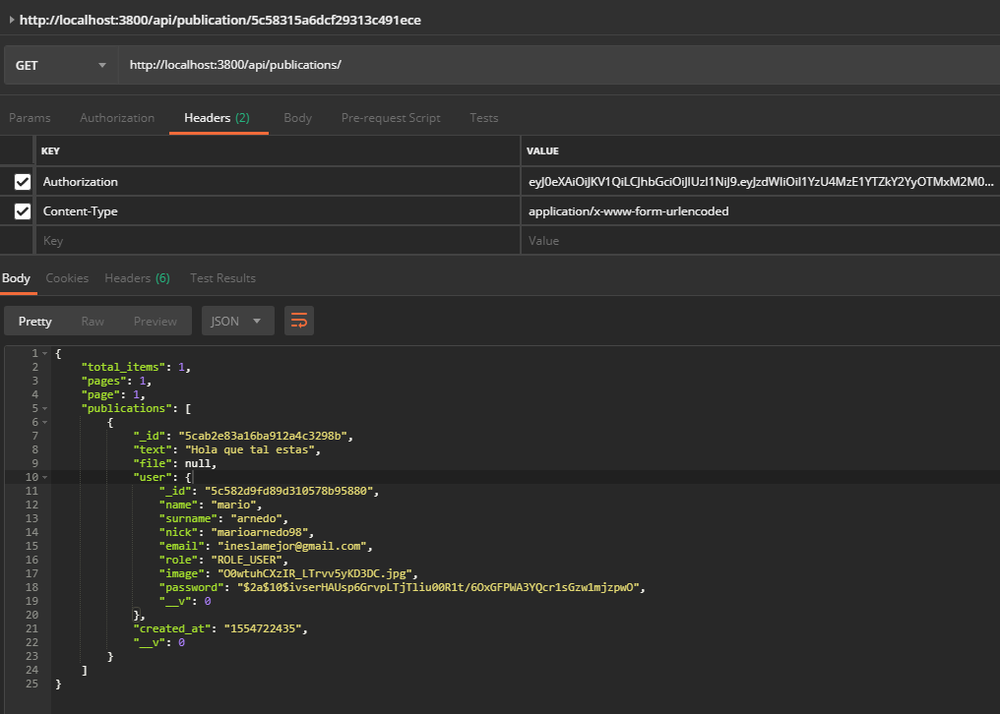 http://localhost:3800/api/publication/5c58315a6dcf29313c491ece
GET http://localhost:3800/api/publications/
Params Authorization Headers (2) Body Pre-request Script Tests
KEY VALUE
Authorization eyJ0eXAiOiJKV1QiLCJhbGciOiJIUzI1NiJ9.eyJzdWIiOiI1YzU4MzE1YTZkY2YyOTMxM2M0...
Content-Type application/x-www-form-urlencoded
Key Value
Body Cookies Headers (6) Test Results
Pretty Raw Preview JSON
1 {
2 "total_items": 1,
3 "pages": 1,
4 "page": 1,
5 "publications": [
6 {
7 "_id": "5cab2e83a16ba912a4c3298b",
8 "text": "Hola que tal estas",
9 "file": null,
10 "user": {
11 "_id": "5c582d9fd89d310578b95880",
12 "name": "mario",
13 "surname": "arnedo",
14 "nick": "marioarnedo98",
15 "email": "ineslamejor@gmail.com",
16 "role": "ROLE_USER",
17 "image": "O0wtuhCXzIR_LTrvv5yKD3DC.jpg",
18 "password": "$2a$10$ivserHAUsp6GrvpLTjTliu00R1t/6OxGFPWA3YQcr1sGzw1mjzpwO",
19 "__v": 0
20 },
21 "created_at": "1554722435",
22 "__v": 0
23 }
24 ]
25 }